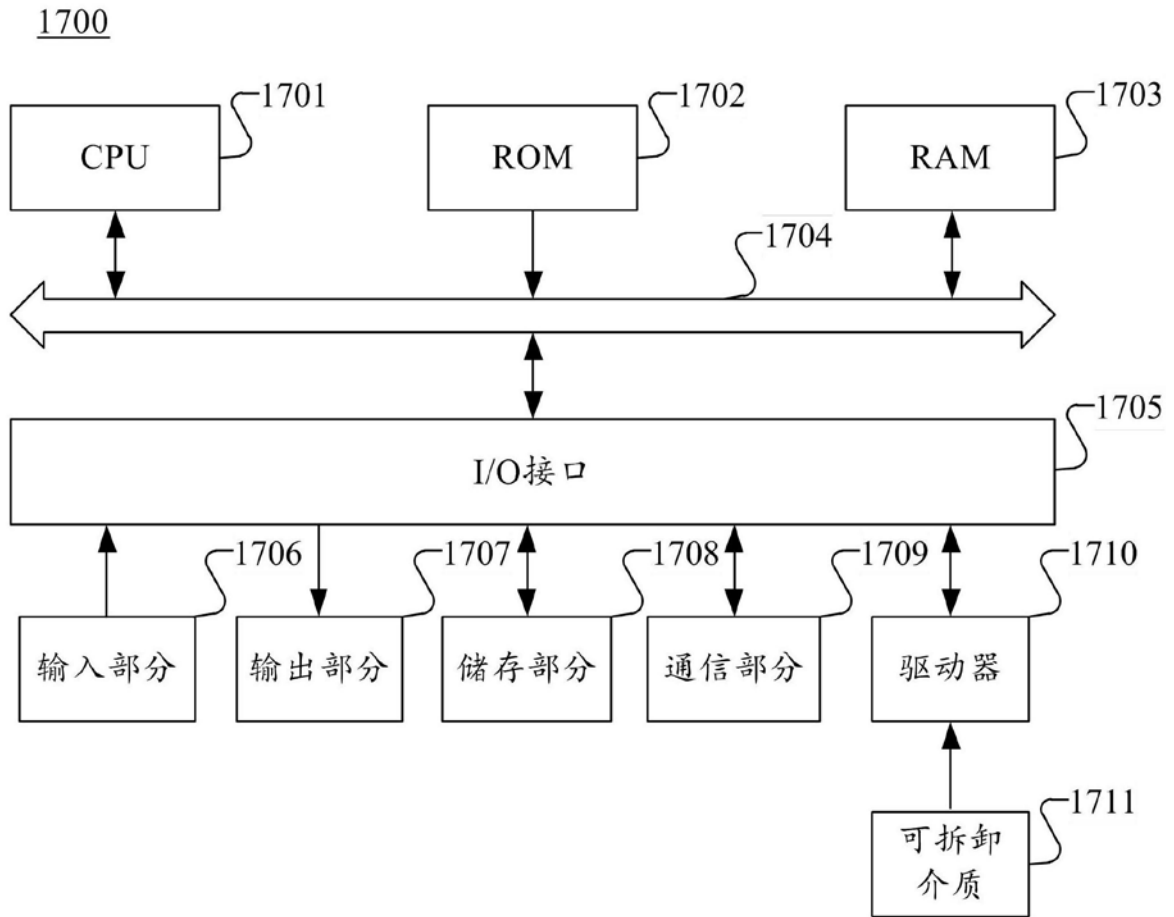 1700
1701
1702
1703
CPU
ROM
RAM
1704
1705
I/O接口
1706
1707
1708
1709
1710
输入部分
输出部分
储存部分
通信部分
驱动器
1711
可拆卸
介质